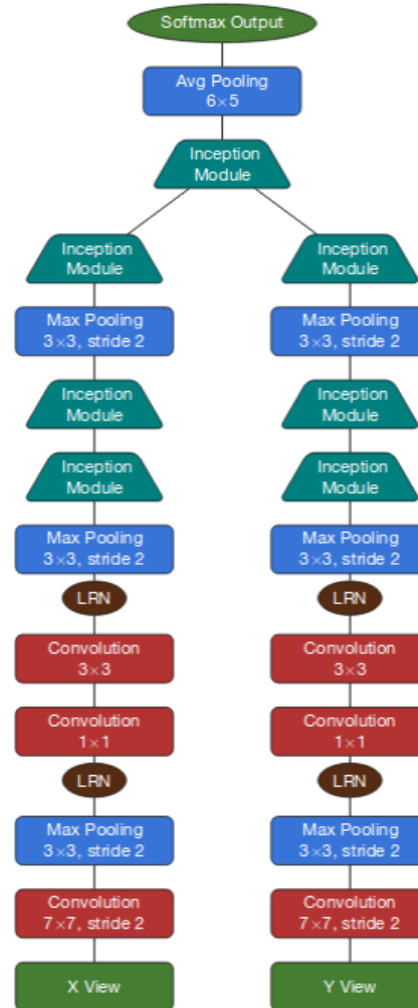 Softmax Output
Avg Pooling
6×5
Inception
Module
Inception
Module
Inception
Module
Max Pooling
3×3, stride 2
Max Pooling
3×3, stride 2
Inception
Module
Inception
Module
Inception
Module
Inception
Module
Max Pooling
3×3, stride 2
Max Pooling
3×3, stride 2
LRN
LRN
Convolution
3×3
Convolution
3×3
Convolution
1×1
Convolution
1×1
LRN
LRN
Max Pooling
3×3, stride 2
Max Pooling
3×3, stride 2
Convolution
7×7, stride 2
Convolution
7×7, stride 2
X View
Y View